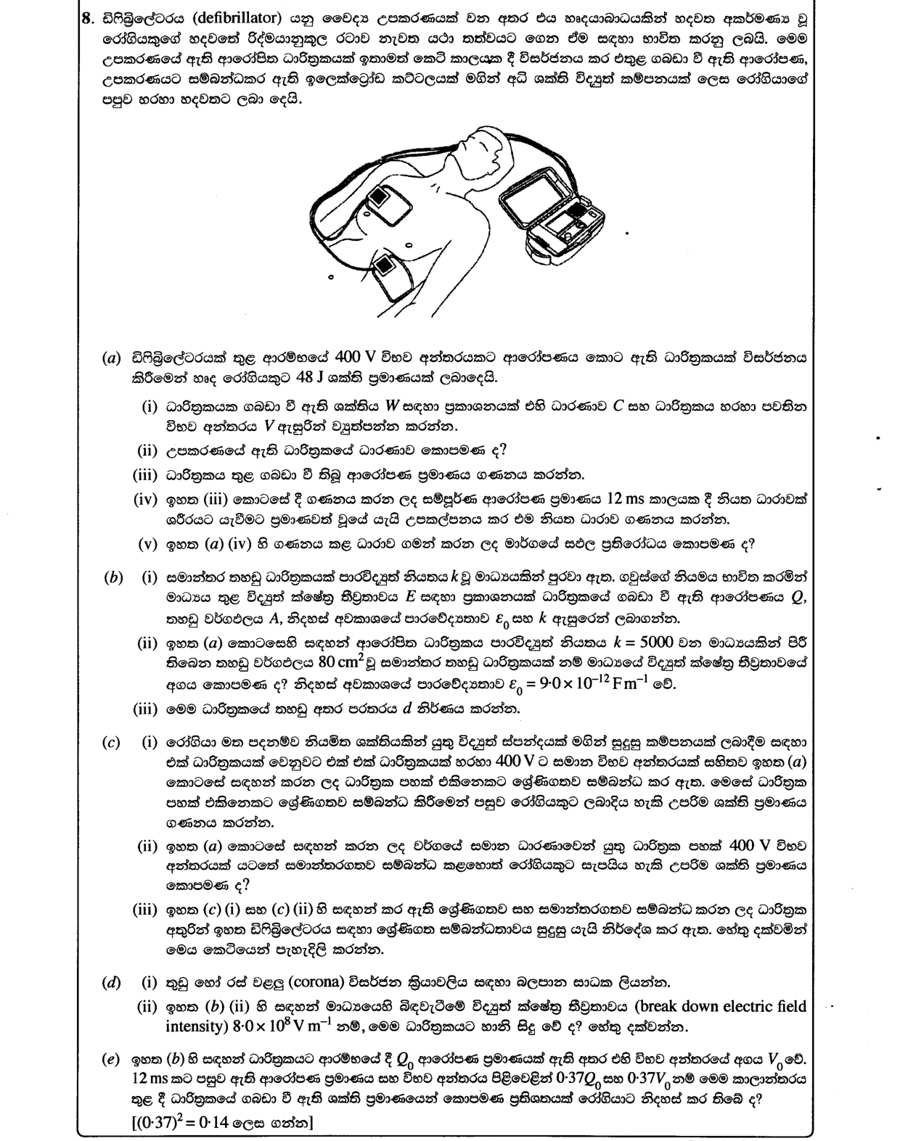 8. ඩිෆිබ්‍රිලේටරය (defibrillator) යනු වෛද්‍ය උපකරණයක් වන අතර එය හෘදයාබාධයකින් හදවත අකර්මණ්‍ය වූ
රෝගියකුගේ හදවතේ රිද්මයානුකූල රටාව නැවත යථා තත්වයට ගෙන ඒම සඳහා භාවිත කරනු ලබයි. මෙම
උපකරණයේ ඇති ආරෝපිත ධාරිත්‍රකයක් ඉතාමත් කෙටි කාලයක දී විසර්ජනය කර එතුළ ගබඩා වී ඇති ආරෝපණ,
උපකරණයට සම්බන්ධකර ඇති ඉලෙක්ට්‍රෝඩ කට්ටලයක් මගින් අධි ශක්ති විද්‍යුත් කම්පනයක් ලෙස රෝගියාගේ
පපුව හරහා හදවතට ලබා දෙයි.
(a) ඩිෆිබ්‍රිලේටරයක් තුළ ආරම්භයේ 400 V විභව අන්තරයකට ආරෝපණය කොට ඇති ධාරිත්‍රකයක් විසර්ජනය
කිරීමෙන් හෘද රෝගියකුට 48 J ශක්ති ප්‍රමාණයක් ලබාදෙයි.
(i) ධාරිත්‍රකයක ගබඩා වී ඇති ශක්තිය W සඳහා ප්‍රකාශනයක් එහි ධාරණාව C සහ ධාරිත්‍රකය හරහා පවතින
විභව අන්තරය V ඇසුරින් ව්‍යුත්පන්න කරන්න.
(ii) උපකරණයේ ඇති ධාරිත්‍රකයේ ධාරණාව කොපමණ ද?
(iii) ධාරිත්‍රකය තුළ ගබඩා වී තිබූ ආරෝපණ ප්‍රමාණය ගණනය කරන්න.
(iv) ඉහත (iii) කොටසේ දී ගණනය කරන ලද සම්පූර්ණ ආරෝපණ ප්‍රමාණය 12 ms කාලයක දී නියත ධාරාවක්
ශරීරයට යැවීමට ප්‍රමාණවත් වූයේ යැයි උපකල්පනය කර එම නියත ධාරාව ගණනය කරන්න.
(v) ඉහත (a) (iv) හි ගණනය කළ ධාරාව ගමන් කරන ලද මාර්ගයේ සඵල ප්‍රතිරෝධය කොපමණ ද?
(b) (i) සමාන්තර තහඩු ධාරිත්‍රකයක් පාරවිද්‍යුත් නියතය k වූ මාධ්‍යයකින් පුරවා ඇත. ගවුස්ගේ නියමය භාවිත කරමින්
මාධ්‍යය තුළ විද්‍යුත් ක්ෂේත්‍ර තීව්‍රතාවය E සඳහා ප්‍රකාශනයක් ධාරිත්‍රකයේ ගබඩා වී ඇති ආරෝපණය Q,
තහඩු වර්ගඵලය A, නිදහස් අවකාශයේ පාරවේද්‍යතාව ε₀ සහ k ඇසුරෙන් ලබාගන්න.
(ii) ඉහත (a) කොටසෙහි සඳහන් ආරෝපිත ධාරිත්‍රකය පාරවිද්‍යුත් නියතය k = 5000 වන මාධ්‍යයකින් පිරී
තිබෙන තහඩු වර්ගඵලය 80 cm² වූ සමාන්තර තහඩු ධාරිත්‍රකයක් නම් මාධ්‍යයේ විද්‍යුත් ක්ෂේත්‍ර තීව්‍රතාවයේ
අගය කොපමණ ද? නිදහස් අවකාශයේ පාරවේද්‍යතාව ε₀ = 9·0 × 10⁻¹² F m⁻¹ වේ.
(iii) මෙම ධාරිත්‍රකයේ තහඩු අතර පරතරය d නිර්ණය කරන්න.
(c) (i) රෝගියා මත පදනම්ව නියමිත ශක්තියකින් යුතු විද්‍යුත් ස්පන්දයක් මගින් සුදුසු කම්පනයක් ලබාදීම සඳහා
එක් ධාරිත්‍රකයක් වෙනුවට එක් එක් ධාරිත්‍රකයක් හරහා 400 V ට සමාන විභව අන්තරයක් සහිතව ඉහත (a)
කොටසේ සඳහන් කරන ලද ධාරිත්‍රක පහක් එකිනෙකට ශ්‍රේණිගතව සම්බන්ධ කර ඇත. මෙසේ ධාරිත්‍රක
පහක් එකිනෙකට ශ්‍රේණිගතව සම්බන්ධ කිරීමෙන් පසුව රෝගියකුට ලබාදිය හැකි උපරිම ශක්ති ප්‍රමාණය
ගණනය කරන්න.
(ii) ඉහත (a) කොටසේ සඳහන් කරන ලද වර්ගයේ සමාන ධාරණාවෙන් යුතු ධාරිත්‍රක පහක් 400 V විභව
අන්තරයක් යටතේ සමාන්තරගතව සම්බන්ධ කළහොත් රෝගියකුට සැපයිය හැකි උපරිම ශක්ති ප්‍රමාණය
කොපමණ ද?
(iii) ඉහත (c) (i) සහ (c) (ii) හි සඳහන් කර ඇති ශ්‍රේණිගතව සහ සමාන්තරගතව සම්බන්ධ කරන ලද ධාරිත්‍රක
අතුරින් ඉහත ඩිෆිබ්‍රිලේටරය සඳහා ශ්‍රේණිගත සම්බන්ධතාවය සුදුසු යැයි නිර්දේශ කර ඇත. හේතු දක්වමින්
මෙය කෙටියෙන් පැහැදිලි කරන්න.
(d) (i) තුඩු හෝ රස් වළලු (corona) විසර්ජන ක්‍රියාවලිය සඳහා බලපාන සාධක ලියන්න.
(ii) ඉහත (b) (ii) හි සඳහන් මාධ්‍යයෙහි බිඳවැටීමේ විද්‍යුත් ක්ෂේත්‍ර තීව්‍රතාවය (break down electric field
intensity) 8·0 × 10⁸ V m⁻¹ නම්, මෙම ධාරිත්‍රකයට හානි සිදු වේ ද? හේතු දක්වන්න.
(e) ඉහත (b) හි සඳහන් ධාරිත්‍රකයට ආරම්භයේ දී Q₀ ආරෝපණ ප්‍රමාණයක් ඇති අතර එහි විභව අන්තරයේ අගය V₀ වේ.
12 ms කට පසුව ඇති ආරෝපණ ප්‍රමාණය සහ විභව අන්තරය පිළිවෙළින් 0·37Q₀ සහ 0·37V₀ නම් මෙම කාලාන්තරය
තුළ දී ධාරිත්‍රකයේ ගබඩා වී ඇති ශක්ති ප්‍රමාණයෙන් කොපමණ ප්‍රතිශතයක් රෝගියාට නිදහස් කර තිබේ ද?
[(0·37)² = 0·14 ලෙස ගන්න]